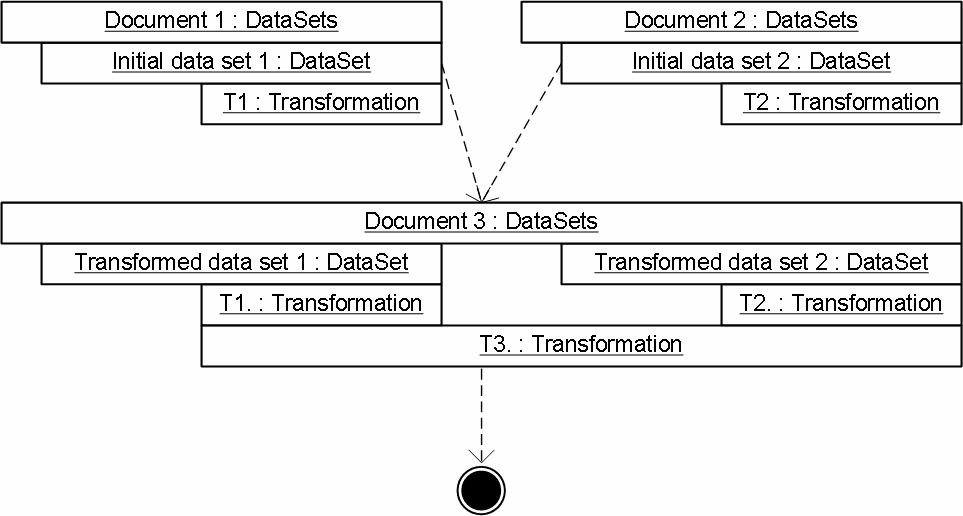 Document 1 : DataSets
Initial data set 1 : DataSet
T1 : Transformation
Document 2 : DataSets
Initial data set 2 : DataSet
T2 : Transformation
Document 3 : DataSets
Transformed data set 1 : DataSet
Transformed data set 2 : DataSet
T1. : Transformation
T2. : Transformation
T3. : Transformation